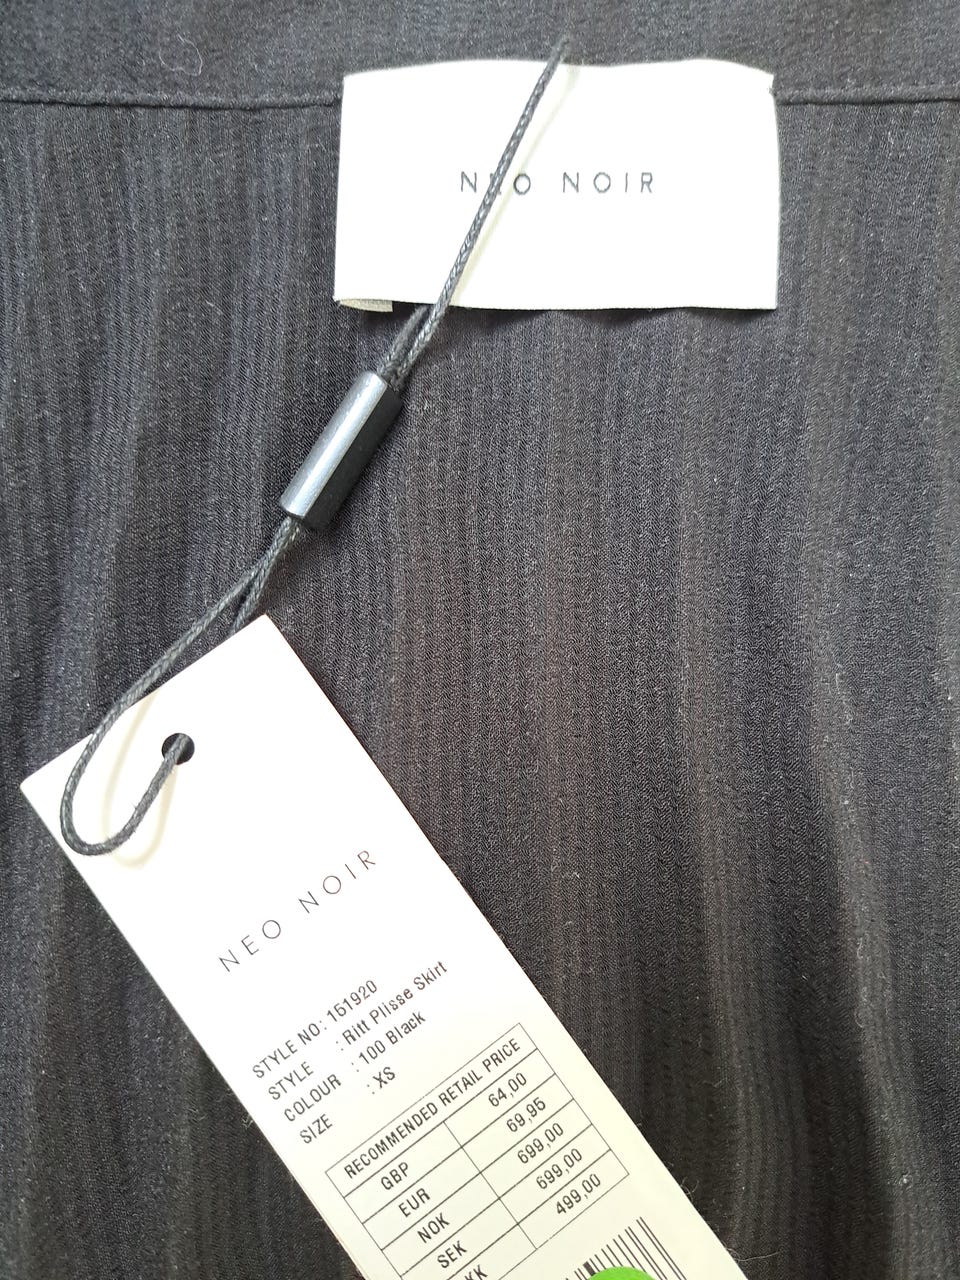 NEO NOIR
NEO NOIR
STYLE NO: 151920
STYLE : Ritt Plisse Skirt
COLOUR : 100 Black
SIZE : XS
RECOMMENDED RETAIL PRICE
GBP 64,00
EUR 69,95
NOK 699,00
SEK 699,00
499,00